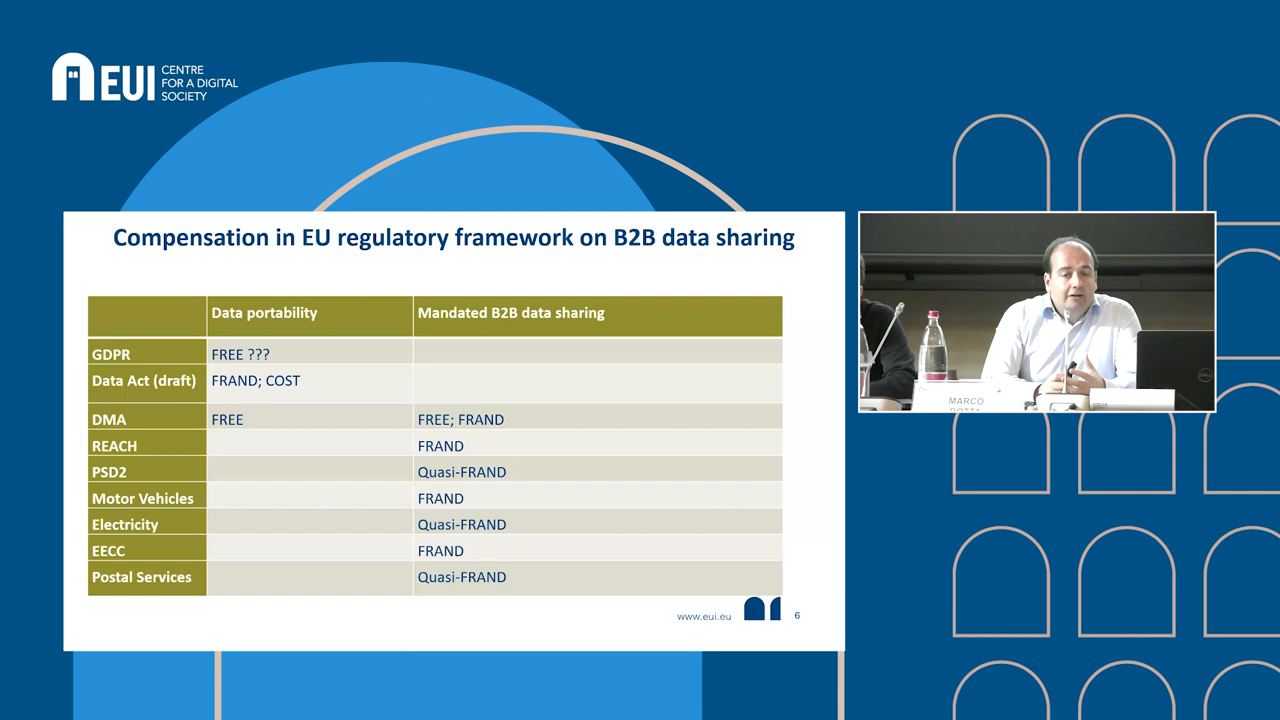 EUI
CENTRE
FOR A DIGITAL
SOCIETY
Compensation in EU regulatory framework on B2B data sharing
Data portability Mandated B2B data sharing
GDPR FREE ???
Data Act (draft) FRAND; COST
DMA FREE FREE; FRAND
REACH FRAND
PSD2 Quasi-FRAND
Motor Vehicles FRAND
Electricity Quasi-FRAND
EECC FRAND
Postal Services Quasi-FRAND
www.eui.eu 6
MARCO